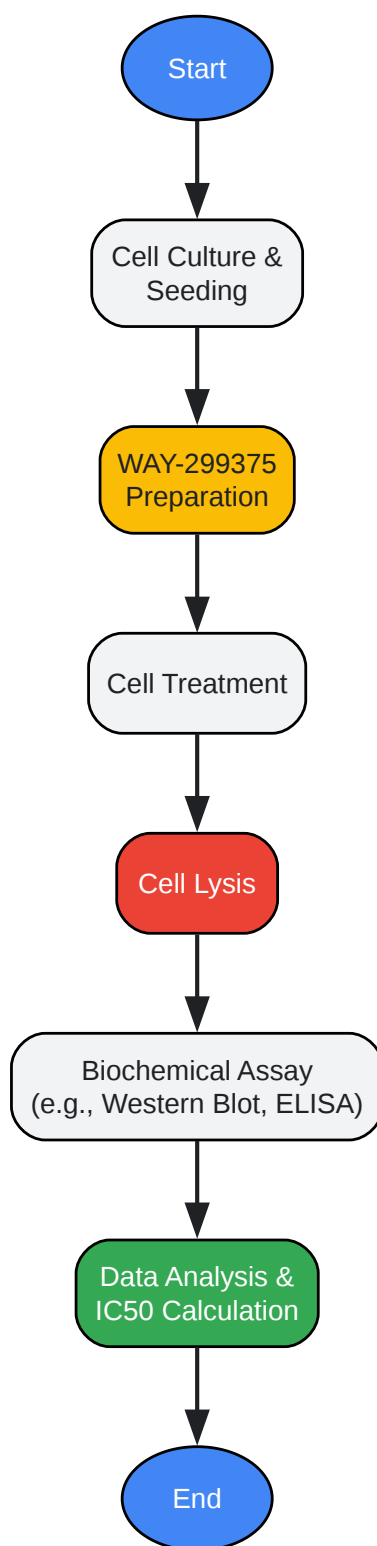 Start
Cell Culture &
Seeding
WAY-299375
Preparation
Cell Treatment
Cell Lysis
Biochemical Assay
(e.g., Western Blot, ELISA)
Data Analysis &
IC50 Calculation
End